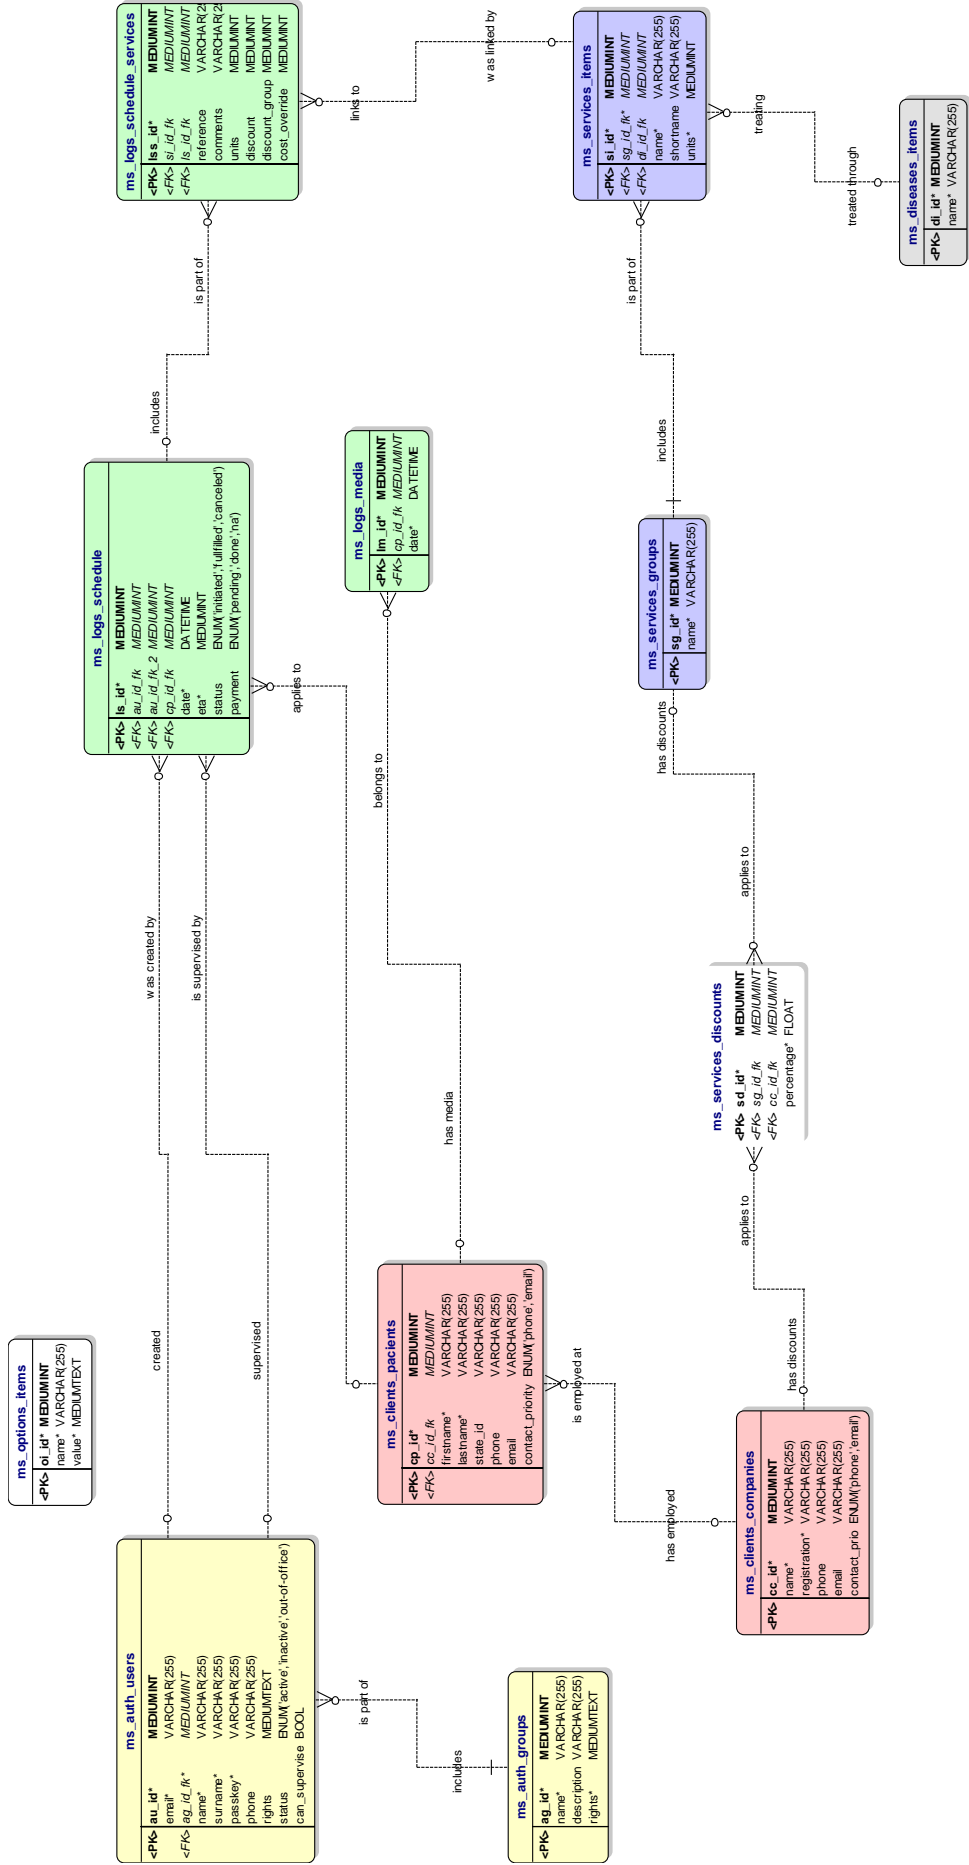 ms_auth_users
<PK> au_id* MEDIUMINT
email* VARCHAR(255)
<FK> ag_id_fk* MEDIUMINT
name* VARCHAR(255)
surname* VARCHAR(255)
passkey* VARCHAR(255)
phone VARCHAR(255)
rights MEDIUMTEXT
status ENUM('active','inactive','out-of-office')
can_supervise BOOL
ms_options_items
<PK> oi_id* MEDIUMINT
name* VARCHAR(255)
value* MEDIUMTEXT
created
was created by
supervised
is supervised by
ms_logs_schedule
<PK> ls_id* MEDIUMINT
<FK> au_id_fk MEDIUMINT
<FK> au_id_fk_2 MEDIUMINT
<FK> cp_id_fk MEDIUMINT
date* DATETIME
eta* MEDIUMINT
status ENUM('initiated','fulfilled','canceled')
payment ENUM('pending','done','na')
applies to
includes
is part of
ms_logs_schedule_services
<PK> lss_id* MEDIUMINT
<FK> si_id_fk MEDIUMINT
<FK> ls_id_fk MEDIUMINT
reference VARCHAR(2
comments VARCHAR(2
units MEDIUMINT
discount MEDIUMINT
discount_group MEDIUMINT
cost_override MEDIUMINT
links to
was linked by
is part of
includes
ms_auth_groups
<PK> ag_id* MEDIUMINT
name* VARCHAR(255)
description VARCHAR(255)
rights* MEDIUMTEXT
ms_clients_pacients
<PK> cp_id* MEDIUMINT
<FK> cc_id_fk MEDIUMINT
firstname* VARCHAR(255)
lastname* VARCHAR(255)
state_id VARCHAR(255)
phone VARCHAR(255)
email VARCHAR(255)
contact_priority ENUM('phone','email')
is employed at
has employed
has media
belongs to
ms_logs_media
<PK> lm_id* MEDIUMINT
<FK> cp_id_fk MEDIUMINT
date* DATETIME
ms_services_items
<PK> si_id* MEDIUMINT
<FK> sg_id_fk* MEDIUMINT
<FK> di_id_fk MEDIUMINT
name* VARCHAR(255)
shortname VARCHAR(255)
units* MEDIUMINT
is part of
includes
treating
treated through
ms_services_groups
<PK> sg_id* MEDIUMINT
name* VARCHAR(255)
has discounts
applies to
ms_clients_companies
<PK> cc_id* MEDIUMINT
name* VARCHAR(255)
registration* VARCHAR(255)
phone VARCHAR(255)
email VARCHAR(255)
contact_prio ENUM('phone','email')
has discounts
applies to
ms_services_discounts
<PK> sd_id* MEDIUMINT
<FK> sg_id_fk MEDIUMINT
<FK> cc_id_fk MEDIUMINT
percentage* FLOAT
ms_diseases_items
<PK> di_id* MEDIUMINT
name* VARCHAR(255)